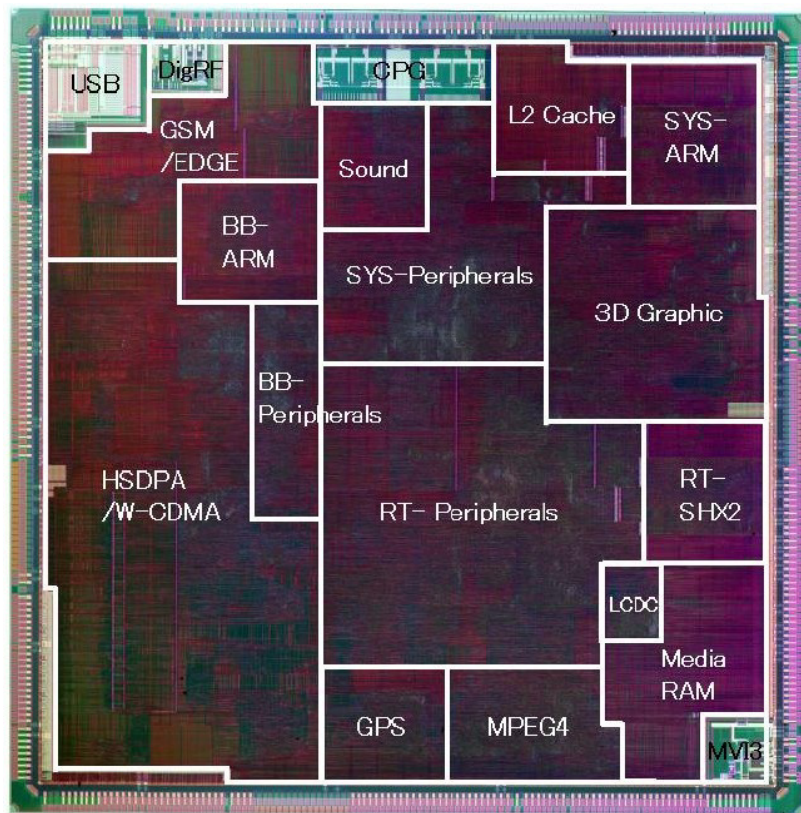 USB
DigRF
CPG
L2 Cache
SYS-
ARM
GSM
/EDGE
Sound
BB-
ARM
SYS-Peripherals
3D Graphic
BB-
Peripherals
HSDPA
/W-CDMA
RT- Peripherals
RT-
SHX2
LCDC
Media
RAM
GPS
MPEG4
MVI3